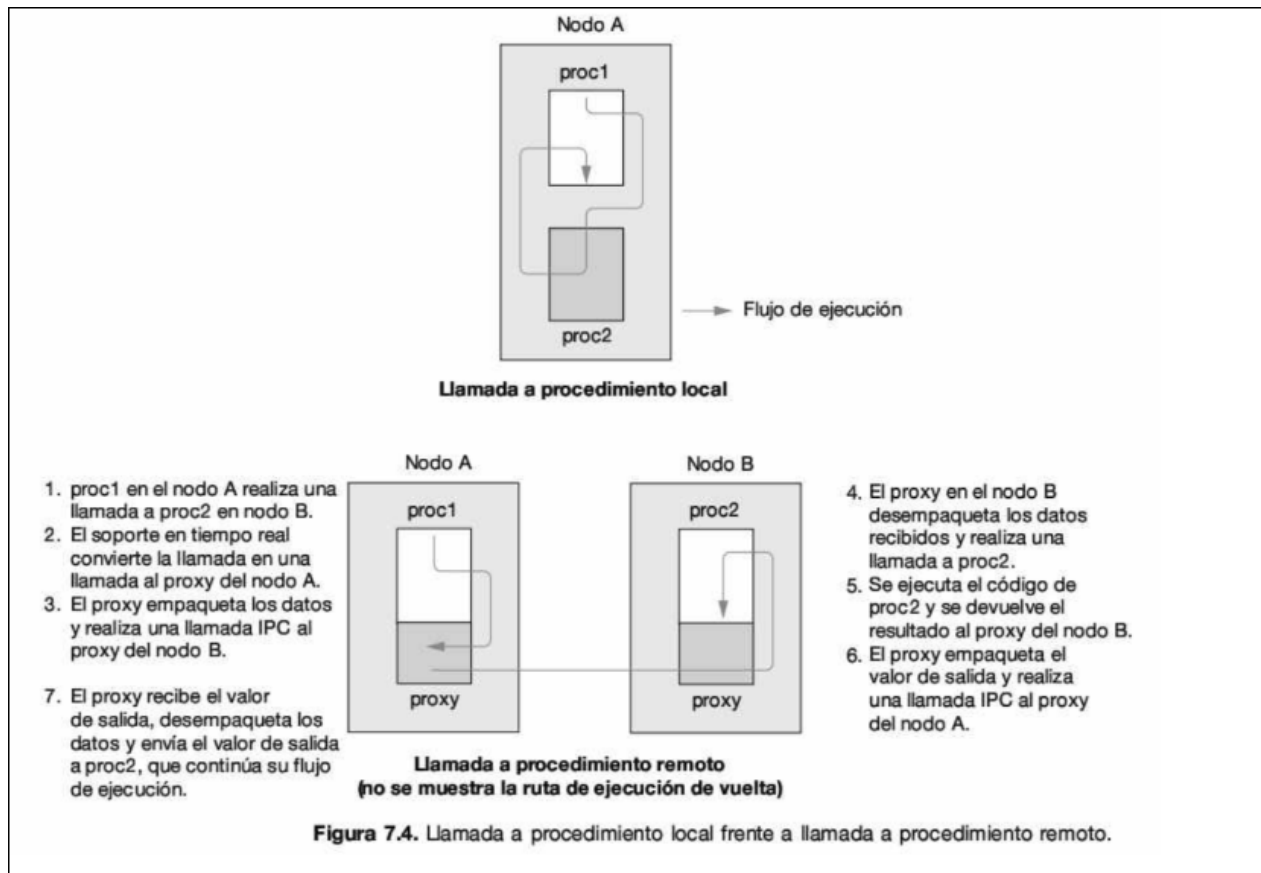 Nodo A
proc1
proc2
Flujo de ejecución
Llamada a procedimiento local
1. proc1 en el nodo A realiza una
llamada a proc2 en nodo B.
2. El soporte en tiempo real
convierte la llamada en una
llamada al proxy del nodo A.
3. El proxy empaqueta los datos
y realiza una llamada IPC al
proxy del nodo B.
7. El proxy recibe el valor
de salida, desempaqueta los
datos y envía el valor de salida
a proc2, que continúa su flujo
de ejecución.
Nodo A
proc1
proxy
Nodo B
proc2
proxy
4. El proxy en el nodo B
desempaqueta los datos
recibidos y realiza una
llamada a proc2.
5. Se ejecuta el código de
proc2 y se devuelve el
resultado al proxy del nodo B.
6. El proxy empaqueta el
valor de salida y realiza
una llamada IPC al proxy
del nodo A.
Llamada a procedimiento remoto
(no se muestra la ruta de ejecución de vuelta)
Figura 7.4. Llamada a procedimiento local frente a llamada a procedimiento remoto.